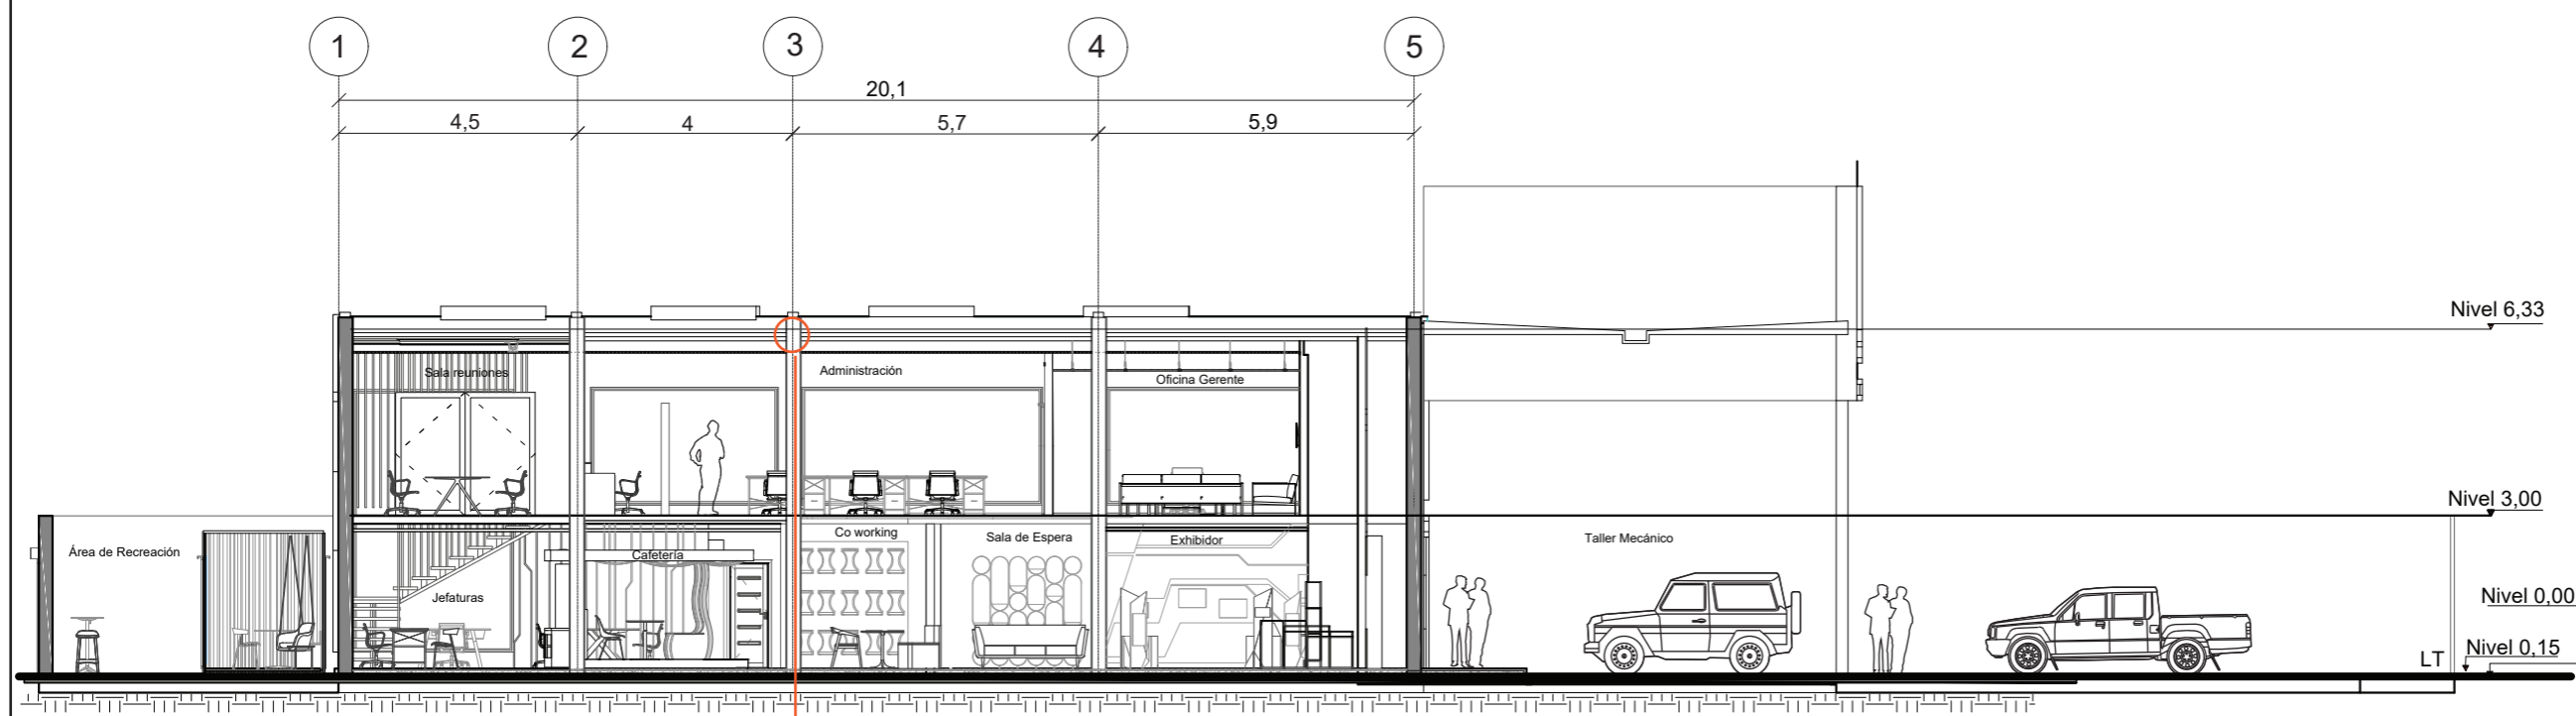 1
2
3
4
5
20,1
4,5
4
5,7
5,9
Nivel 6,33
Sala reuniones
Administración
Oficina Gerente
Nivel 3,00
Área de Recreación
Cafetería
Co working
Sala de Espera
Exhibidor
Taller Mecánico
Jefaturas
Nivel 0,00
Nivel 0,15
LT